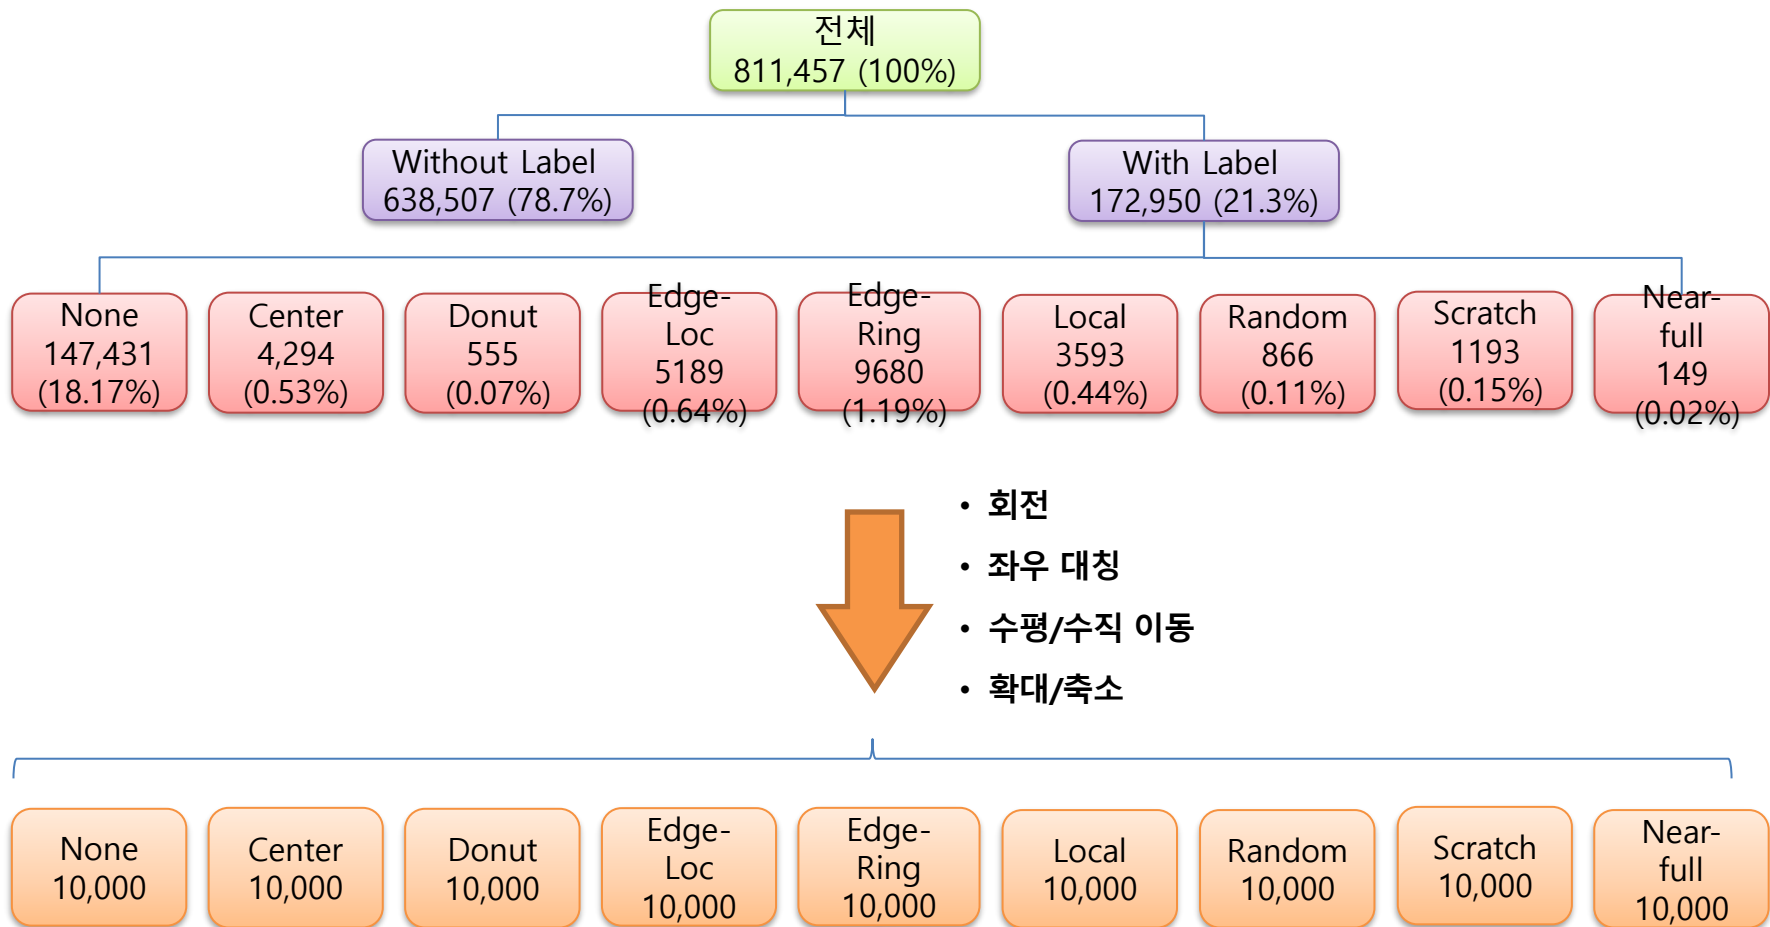 전체
811,457 (100%)
Without Label
638,507 (78.7%)
With Label
172,950 (21.3%)
None
147,431
(18.17%)
Center
4,294
(0.53%)
Donut
555
(0.07%)
Edge-
Loc
5189
(0.64%)
Edge-
Ring
9680
(1.19%)
Local
3593
(0.44%)
Random
866
(0.11%)
Scratch
1193
(0.15%)
Near-
full
149
(0.02%)
• 회전
• 좌우 대칭
• 수평/수직 이동
• 확대/축소
None
10,000
Center
10,000
Donut
10,000
Edge-
Loc
10,000
Edge-
Ring
10,000
Local
10,000
Random
10,000
Scratch
10,000
Near-
full
10,000